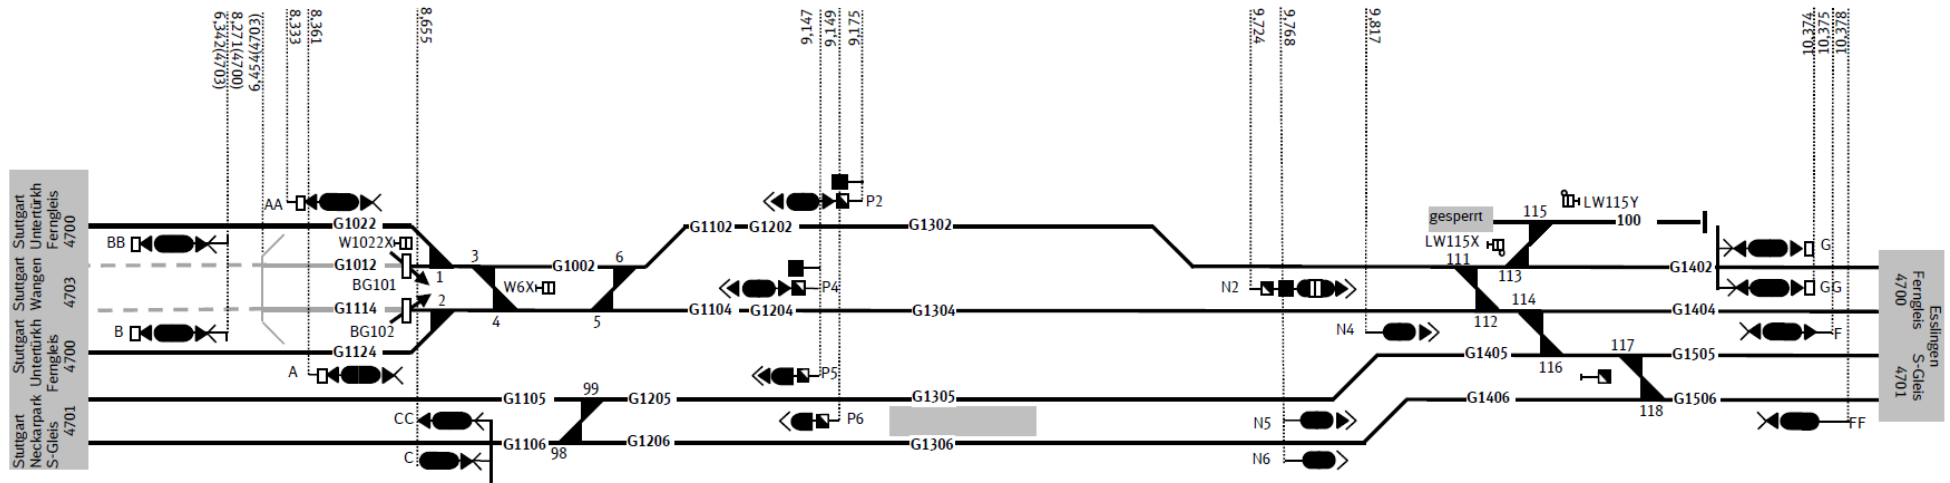 6,342(4703)
8,271(4700)
9,454(4703)
8,333
8,361
8,655
9,147
9,149
9,175
9,724
9,768
9,817
10,374
10,375
10,378
Stuttgart
Untertürkh
Ferngleis
4700
Stuttgart
Wangen
4703
Stuttgart
Untertürkh
Ferngleis
4700
Stuttgart
Neckarpark
S-Gleis
4701
AA
G1022
BB
W1022X
G1012
BG101
1
3
G1002
6
W6X
2
G1114
BG102
4
5
B
G1124
A
G1105
99
G1205
CC
G1106
98
G1206
C
P2
G1102
G1202
G1302
P4
G1104
G1204
G1304
P5
G1305
P6
G1306
N2
N4
N5
N6
gesperrt
115
LW115Y
100
LW115X
111
113
G1402
G
GG
114
112
G1404
F
G1405
116
117
G1505
G1406
118
G1506
FF
Esslingen
Ferngleis
4700
S-Gleis
4701